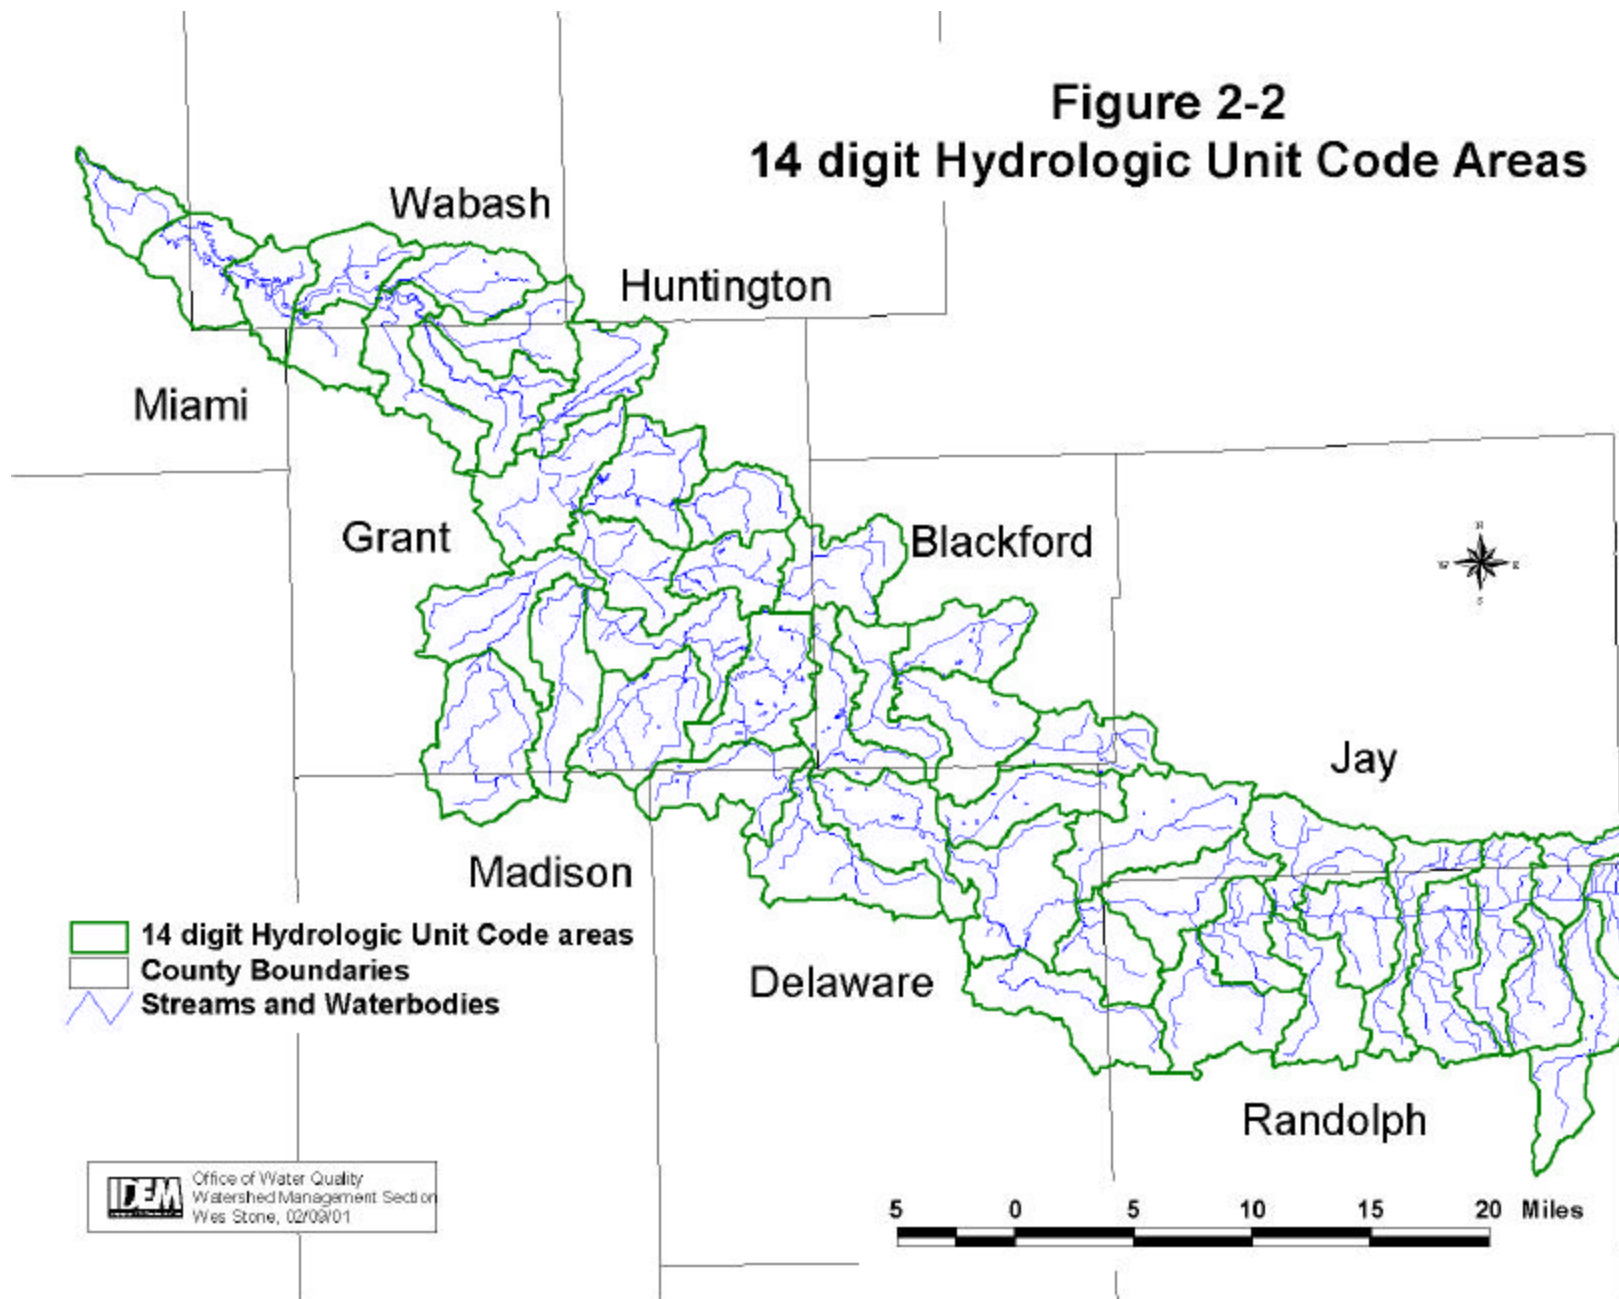 Figure 2-2
14 digit Hydrologic Unit Code Areas
Wabash
Huntington
Miami
Grant
Blackford
N
W E
S
Jay
Madison
14 digit Hydrologic Unit Code areas
County Boundaries
Streams and Waterbodies
Delaware
Randolph
IDEM
Office of Water Quality
Watershed Management Section
Wes Stone, 02/09/01
5 0 5 10 15 20 Miles